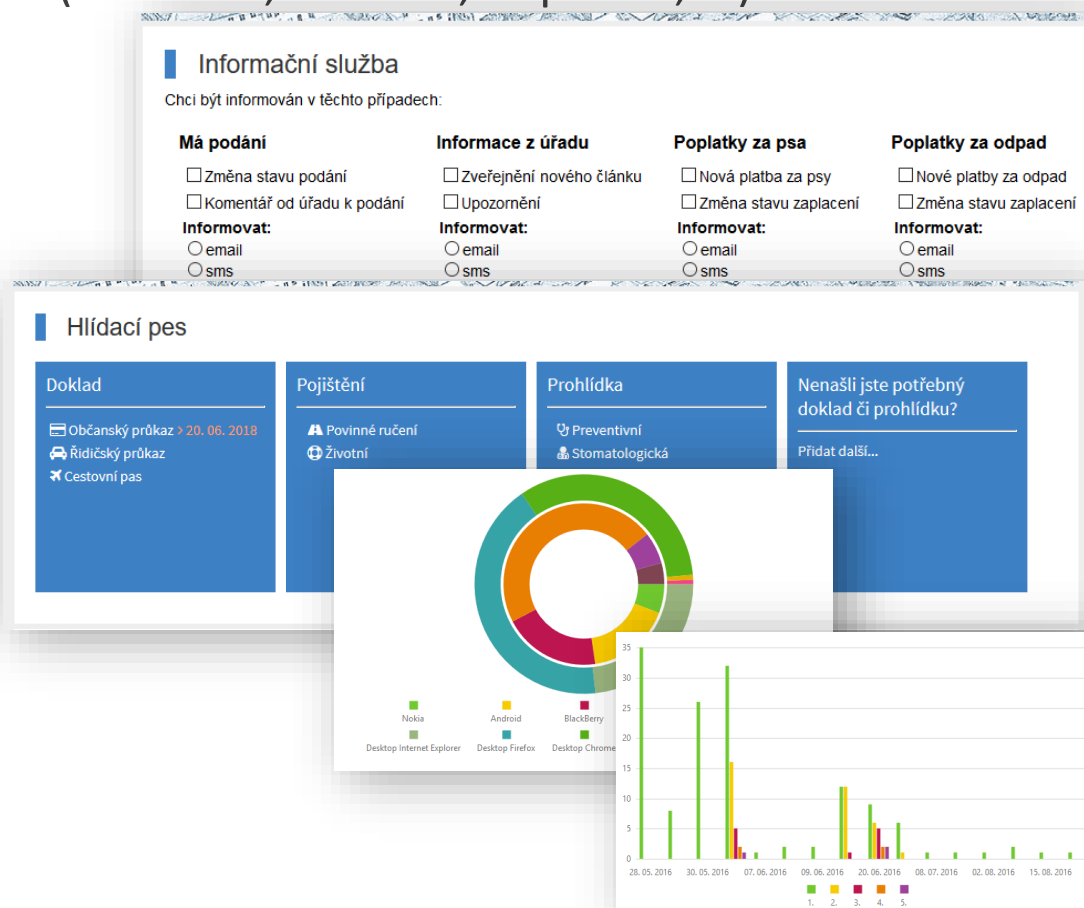 Informační služba
Chci být informován v těchto případech:
Má podání
Změna stavu podání
Komentář od úřadu k podání
Informovat:
email
sms
Informace z úřadu
Zveřejnění nového článku
Upozornění
Informovat:
email
sms
Poplatky za psa
Nová platba za psy
Změna stavu zaplacení
Informovat:
email
sms
Poplatky za odpad
Nové platby za odpad
Změna stavu zaplacení
Informovat:
email
sms
Hlídací pes
Doklad
Občanský průkaz > 20. 06. 2018
Řidičský průkaz
Cestovní pas
Pojištění
Povinné ručení
Životní
Prohlídka
Preventivní
Stomatologická
Nenašli jste potřebný
doklad či prohlídku?
Přidat další...
Nokia Android BlackBerry
Desktop Internet Explorer Desktop Firefox Desktop Chrome
35
30
25
20
15
10
5
0
28. 05. 2016 30. 05. 2016 07. 06. 2016 09. 06. 2016 20. 06. 2016 08. 07. 2016 02. 08. 2016 15. 08. 2016
1. 2. 3. 4. 5.